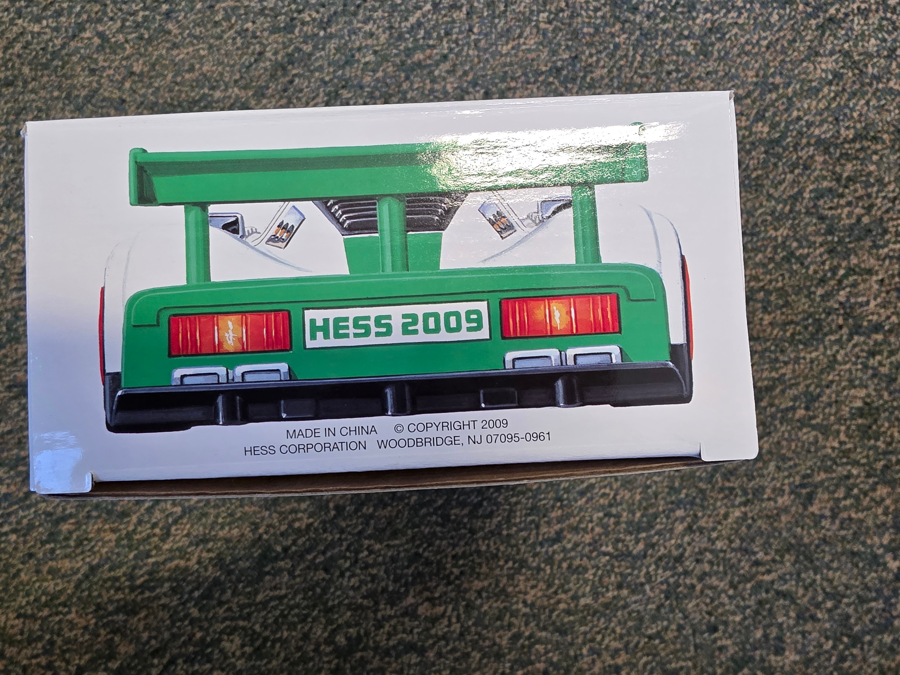 HESS 2009
MADE IN CHINA © COPYRIGHT 2009
HESS CORPORATION WOODBRIDGE, NJ 07095-0961